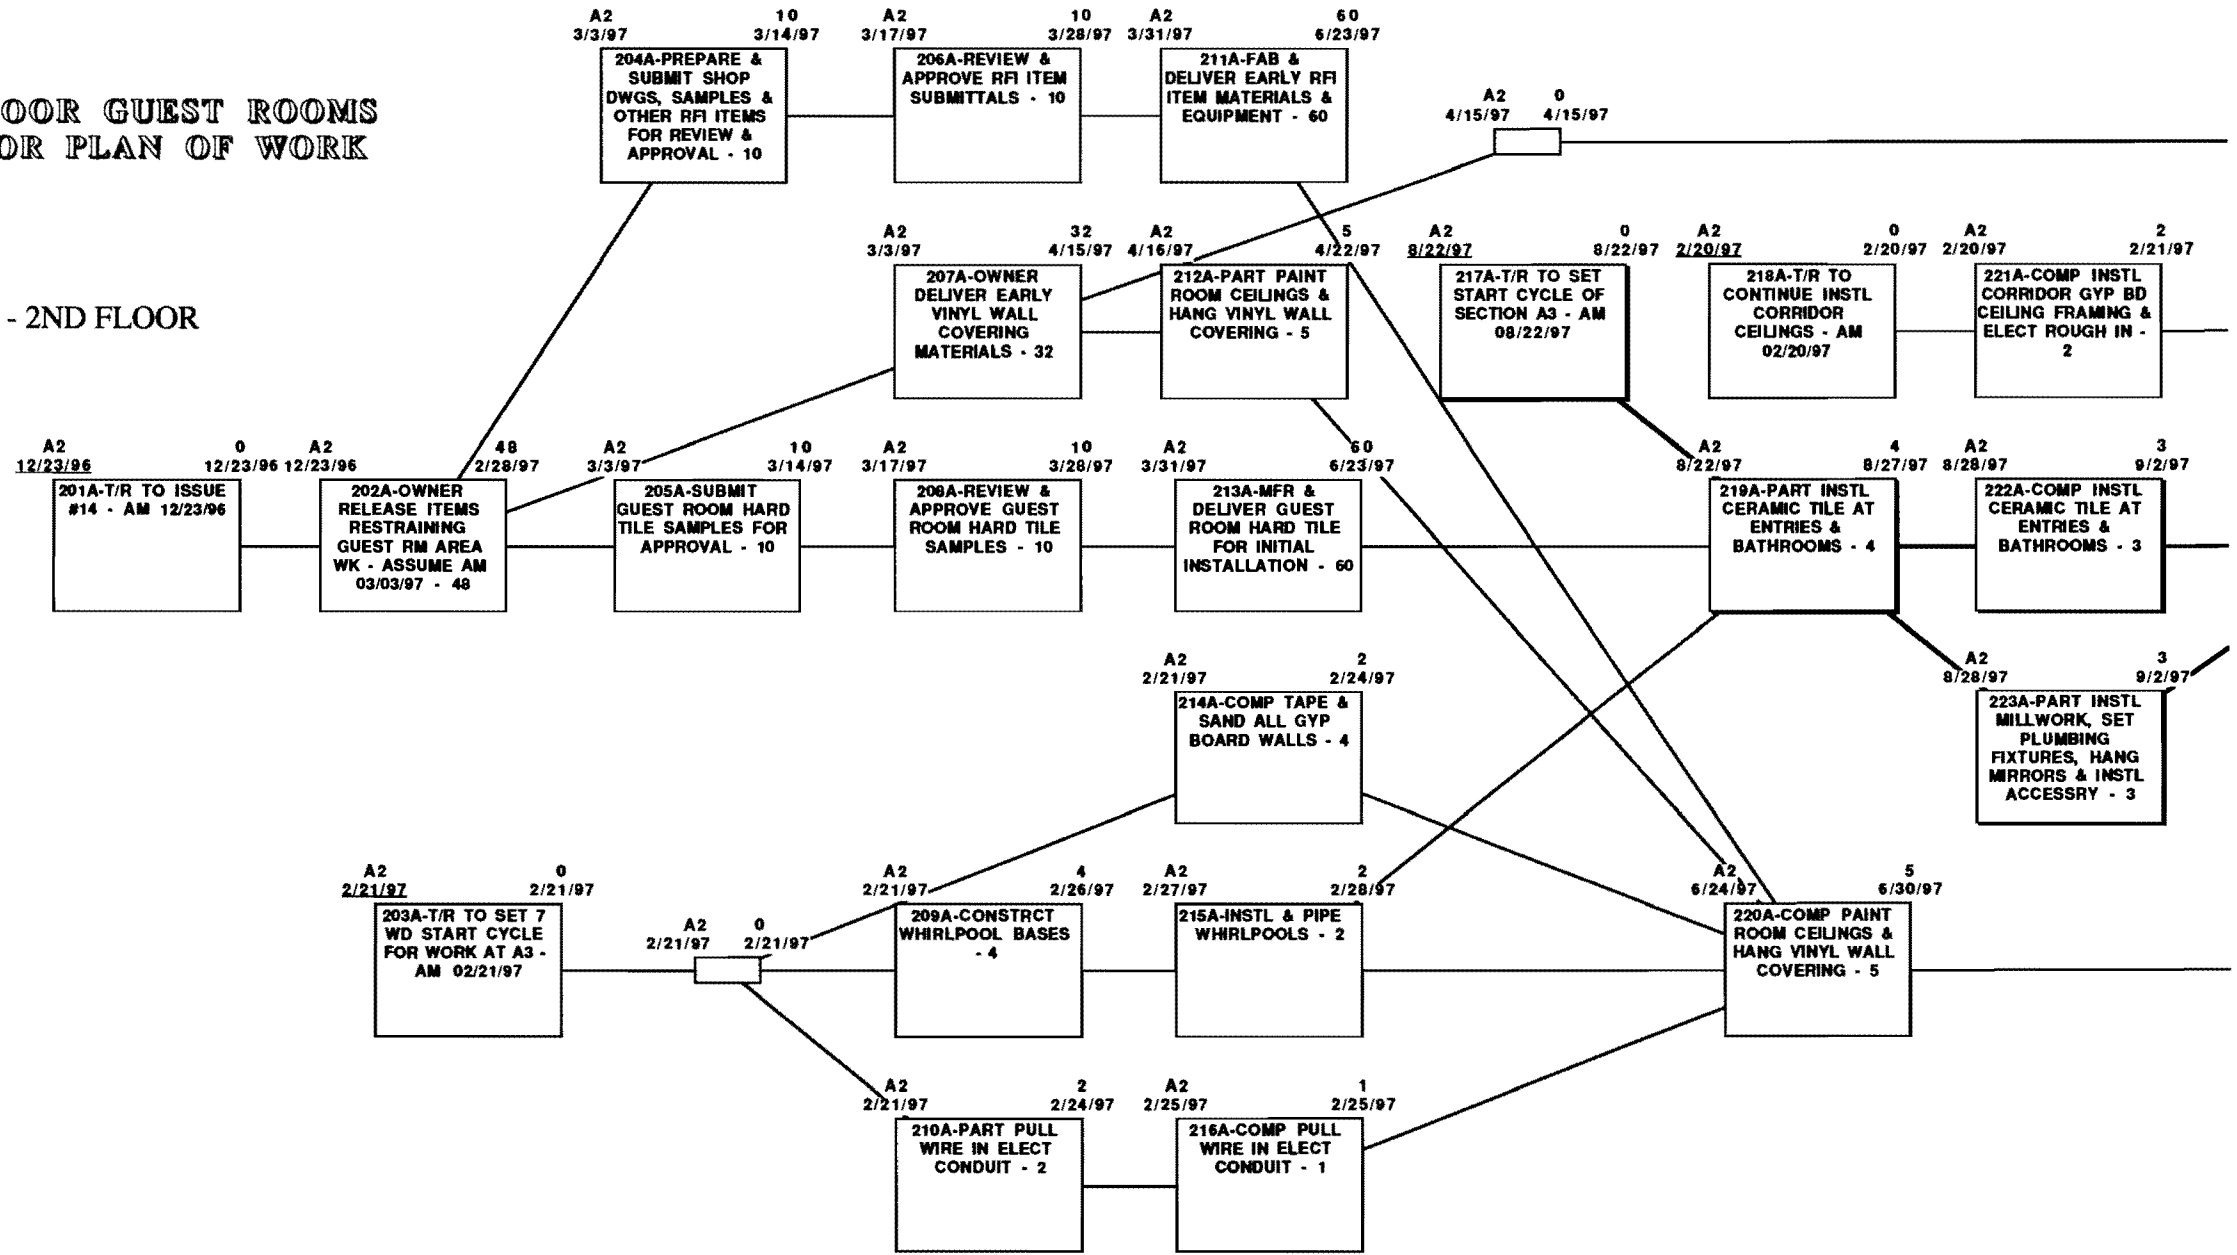 A2 10
3/3/97 3/14/97
204A-PREPARE &
SUBMIT SHOP
DWGS, SAMPLES &
OTHER RFI ITEMS
FOR REVIEW &
APPROVAL - 10
A2 10
3/17/97 3/28/97
206A-REVIEW &
APPROVE RFI ITEM
SUBMITTALS - 10
A2 60
3/31/97 6/23/97
211A-FAB &
DELIVER EARLY RFI
ITEM MATERIALS &
EQUIPMENT - 60
A2 0
4/15/97 4/15/97
OOR GUEST ROOMS
OR PLAN OF WORK
- 2ND FLOOR
A2 32
3/3/97 4/15/97
207A-OWNER
DELIVER EARLY
VINYL WALL
COVERING
MATERIALS - 32
A2 5
4/16/97 4/22/97
212A-PART PAINT
ROOM CEILINGS &
HANG VINYL WALL
COVERING - 5
A2 0
8/22/97 8/22/97
217A-T/R TO SET
START CYCLE OF
SECTION A3 - AM
08/22/97
A2 0
2/20/97 2/20/97
218A-T/R TO
CONTINUE INSTL
CORRIDOR
CEILINGS - AM
02/20/97
A2 2
2/20/97 2/21/97
221A-COMP INSTL
CORRIDOR GYP BD
CEILING FRAMING &
ELECT ROUGH IN -
2
A2 0
12/23/96 12/23/96
201A-T/R TO ISSUE
#14 - AM 12/23/96
A2 48
12/23/96 2/28/97
202A-OWNER
RELEASE ITEMS
RESTRAINING
GUEST RM AREA
WK - ASSUME AM
03/03/97 - 48
A2 10
3/3/97 3/14/97
205A-SUBMIT
GUEST ROOM HARD
TILE SAMPLES FOR
APPROVAL - 10
A2 10
3/17/97 3/28/97
208A-REVIEW &
APPROVE GUEST
ROOM HARD TILE
SAMPLES - 10
A2 60
3/31/97 6/23/97
213A-MFR &
DELIVER GUEST
ROOM HARD TILE
FOR INITIAL
INSTALLATION - 60
A2 4
8/22/97 8/27/97
219A-PART INSTL
CERAMIC TILE AT
ENTRIES &
BATHROOMS - 4
A2 3
8/28/97 9/2/97
222A-COMP INSTL
CERAMIC TILE AT
ENTRIES &
BATHROOMS - 3
A2 2
2/21/97 2/24/97
214A-COMP TAPE &
SAND ALL GYP
BOARD WALLS - 4
A2 3
8/28/97 9/2/97
223A-PART INSTL
MILLWORK, SET
PLUMBING
FIXTURES, HANG
MIRRORS & INSTL
ACCESSRY - 3
A2 0
2/21/97 2/21/97
203A-T/R TO SET 7
WD START CYCLE
FOR WORK AT A3 -
AM 02/21/97
A2 0
2/21/97 2/21/97
A2 4
2/21/97 2/26/97
209A-CONSTRCT
WHIRLPOOL BASES
- 4
A2 2
2/27/97 2/28/97
215A-INSTL & PIPE
WHIRLPOOLS - 2
A2 5
6/24/97 6/30/97
220A-COMP PAINT
ROOM CEILINGS &
HANG VINYL WALL
COVERING - 5
A2 2
2/21/97 2/24/97
210A-PART PULL
WIRE IN ELECT
CONDUIT - 2
A2 1
2/25/97 2/25/97
216A-COMP PULL
WIRE IN ELECT
CONDUIT - 1